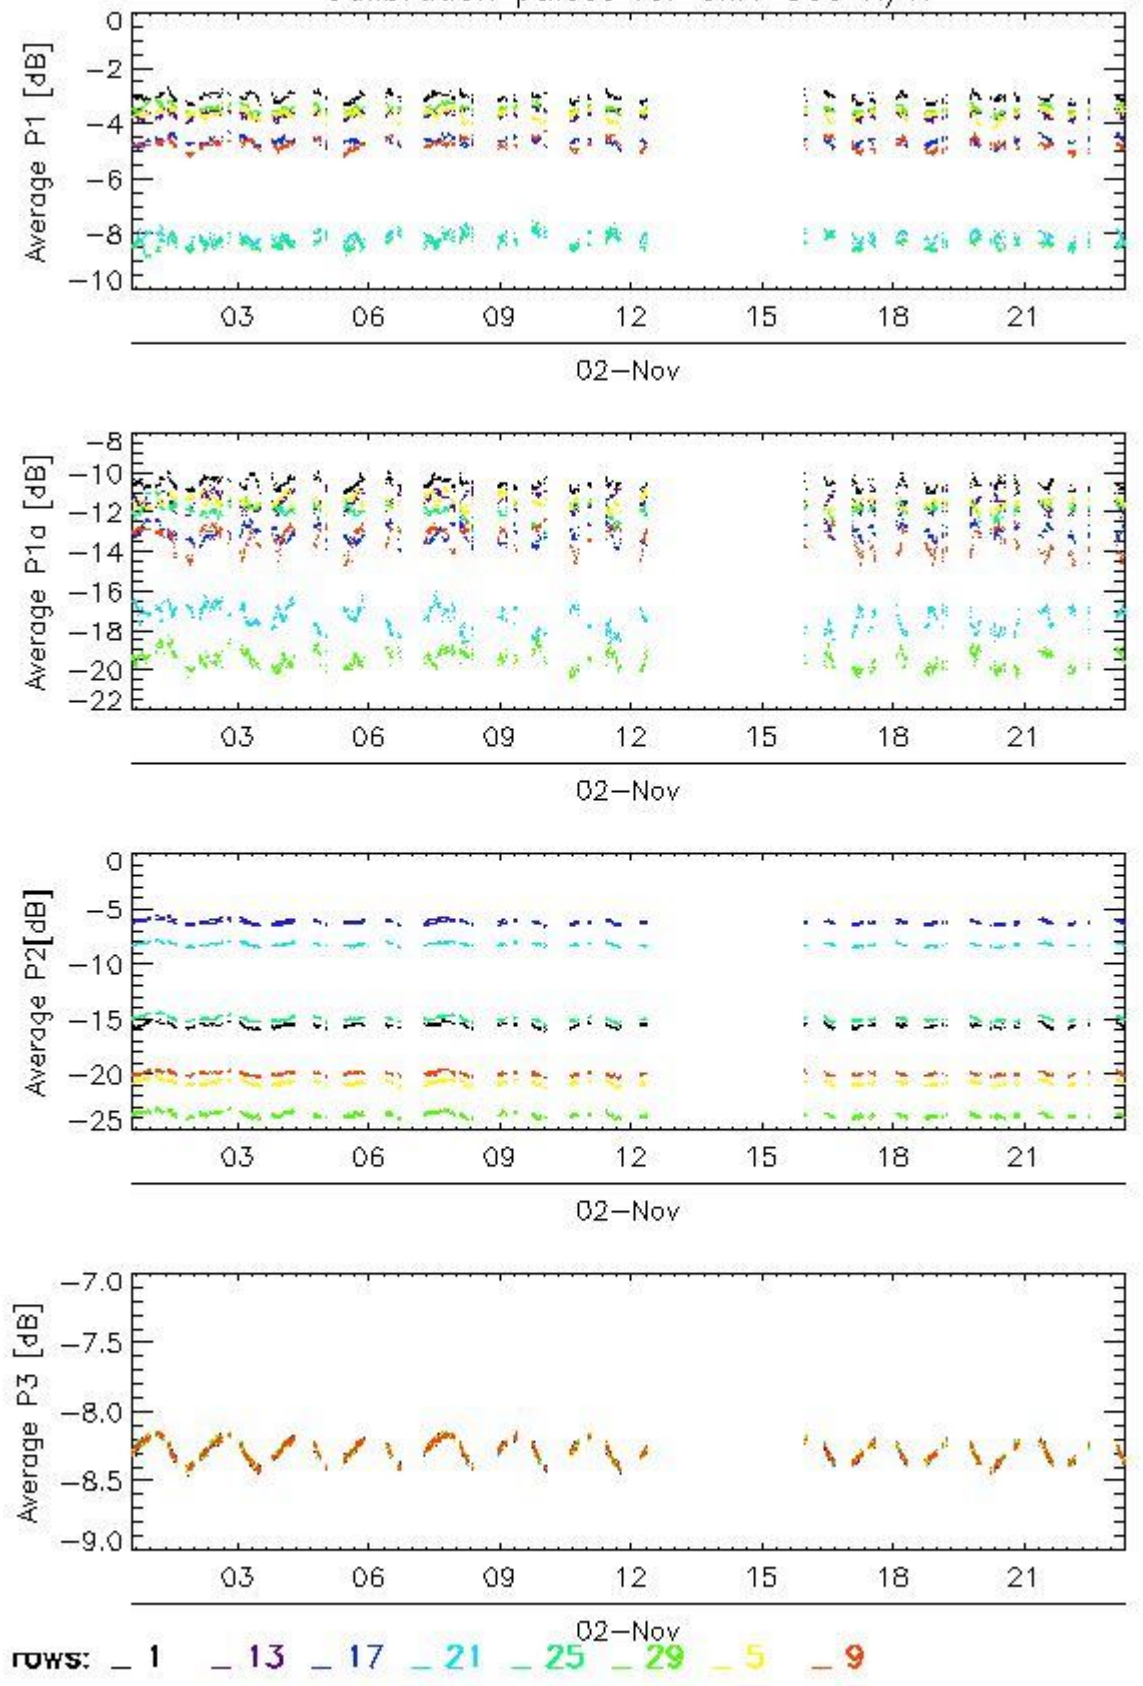 0
−2
−4
−6
−8
−10
Average P1 [dB]
03 06 09 12 15 18 21
02−Nov
−8
−10
−12
−14
−16
−18
−20
−22
Average P1a [dB]
03 06 09 12 15 18 21
02−Nov
0
−5
−10
−15
−20
−25
Average P2[dB]
03 06 09 12 15 18 21
02−Nov
−7.0
−7.5
−8.0
−8.5
−9.0
Average P3 [dB]
03 06 09 12 15 18 21
02−Nov
rows: _ 1 _ 13 _ 17 _ 21 _ 25 _ 29 _ 5 _ 9